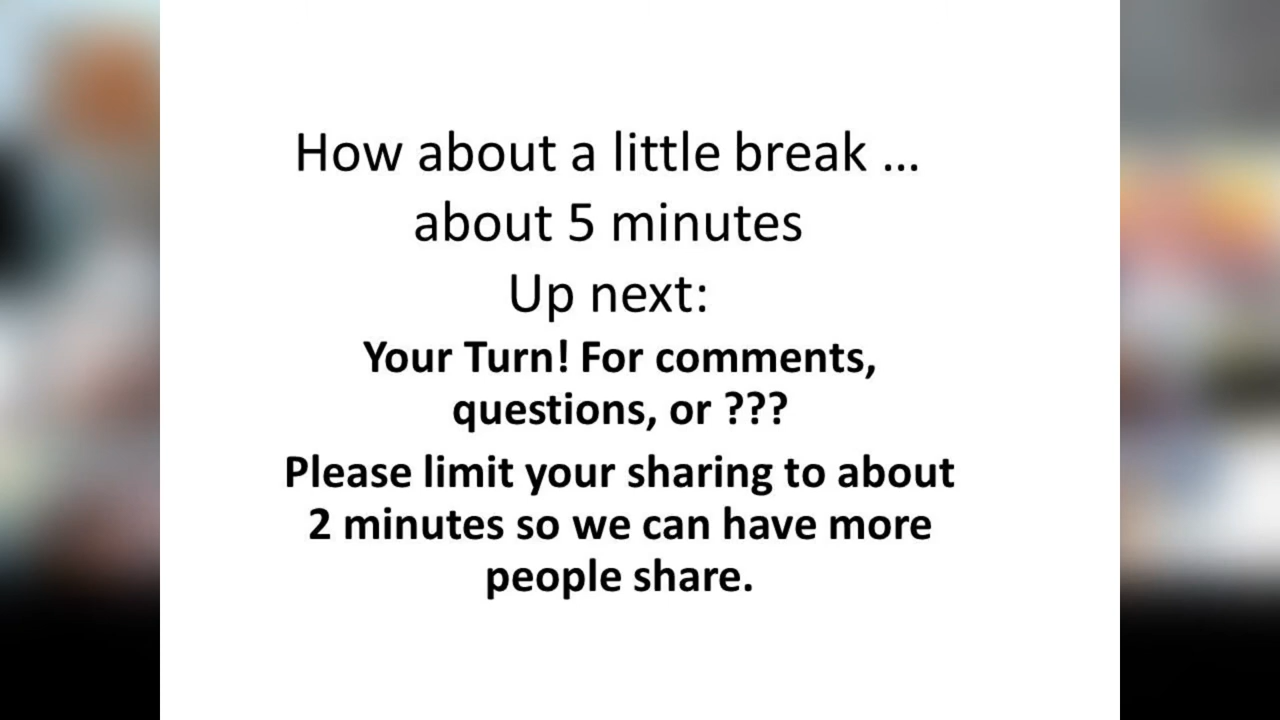 How about a little break …
about 5 minutes
Up next:
Your Turn! For comments,
questions, or ???
Please limit your sharing to about
2 minutes so we can have more
people share.